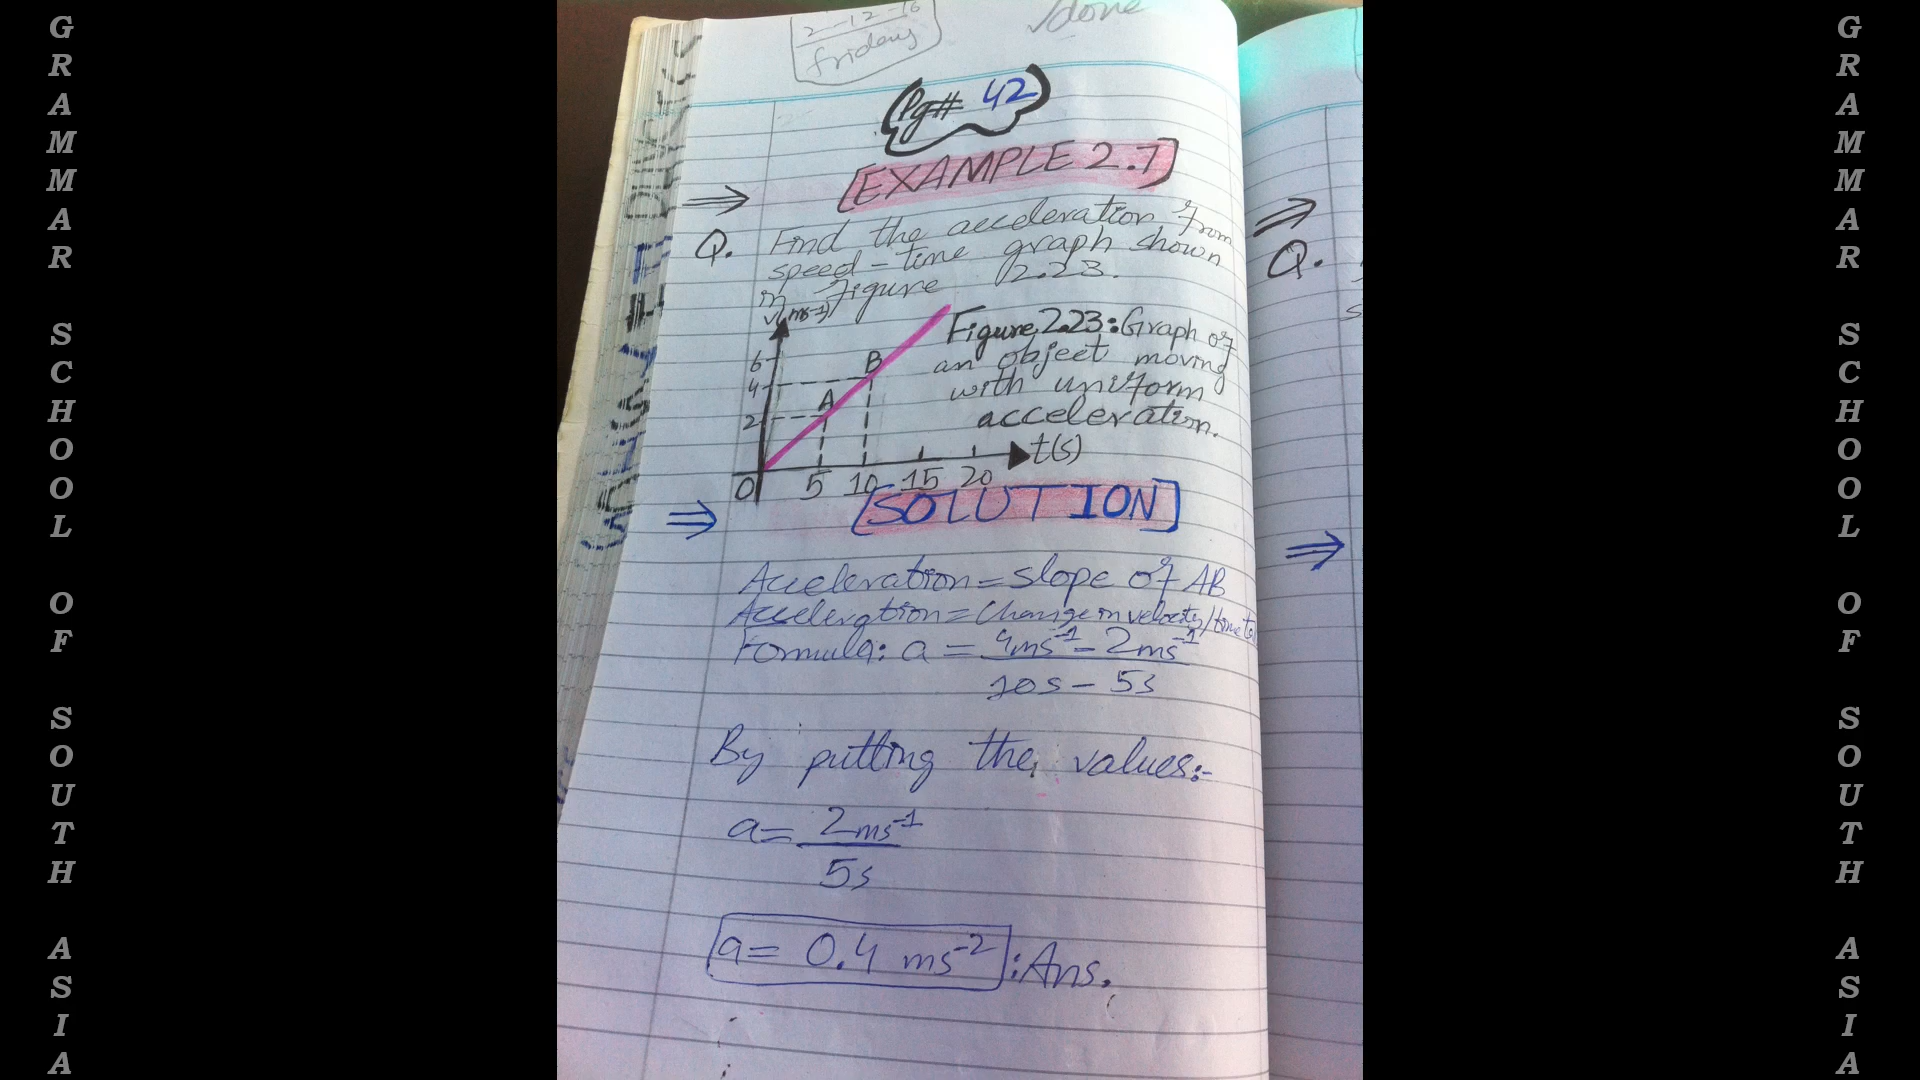 GRAMMAR SCHOOL OF SOUTH ASIA
2-12-16
friday
✓done
Pg# 42
[EXAMPLE 2.7]
⇒
Q. Find the acceleration from
speed-time graph shown
in figure 2.23.
v(ms-1)
6
4
2
B
A
O 5 10 15 20
t(s)
Figure 2.23: Graph of
an object moving
with uniform
acceleration.
⇒ [SOLUTION]
Acceleration = slope of AB
Acceleration = Change in velocity/time
Formula: a = 4ms⁻¹ - 2ms⁻¹
10s - 5s
By putting the values:-
a = 2ms⁻¹
5s
a = 0.4 ms⁻² :Ans.
⇒
Q.
⇒
GRAMMAR SCHOOL OF SOUTH ASIA